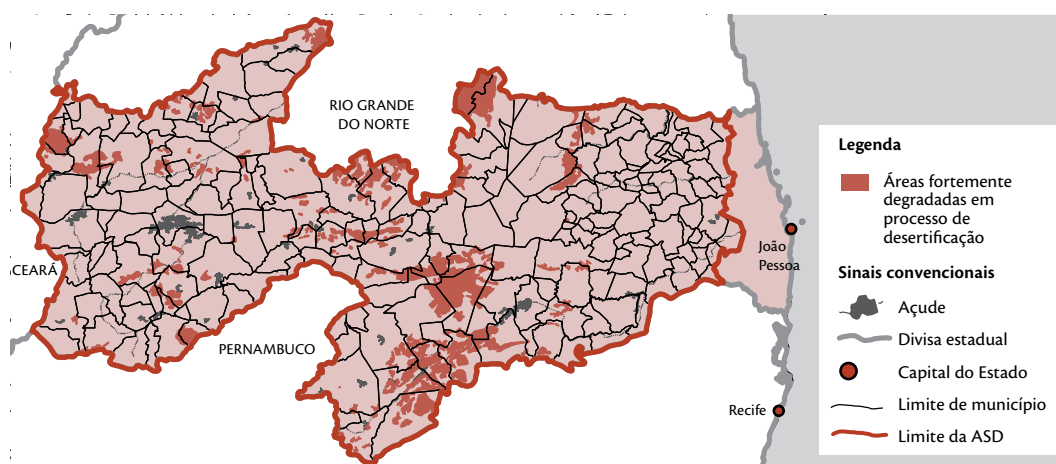 RIO GRANDE
DO NORTE
CEARÁ
PERNAMBUCO
João
Pessoa
Recife
Legenda
Áreas fortemente
degradadas em
processo de
desertificação
Sinais convencionais
Açude
Divisa estadual
Capital do Estado
Limite de município
Limite da ASD